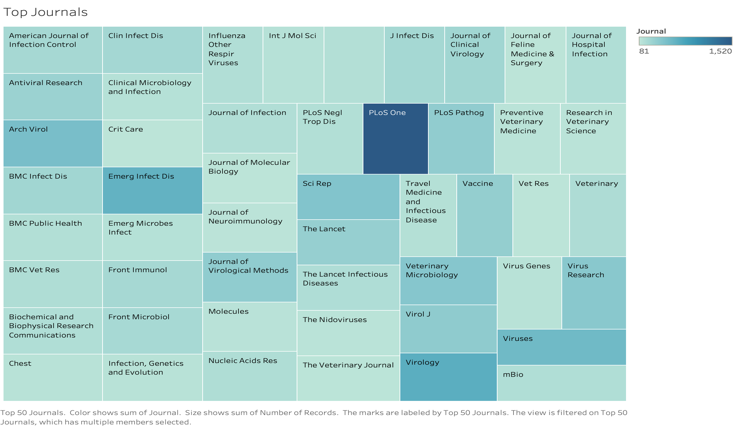 Top Journals
American Journal of
Infection Control
Antiviral Research
Arch Virol
BMC Infect Dis
BMC Public Health
BMC Vet Res
Biochemical and
Biophysical Research
Communications
Chest
Clin Infect Dis
Clinical Microbiology
and Infection
Crit Care
Emerg Infect Dis
Emerg Microbes
Infect
Front Immunol
Front Microbiol
Infection, Genetics
and Evolution
Influenza
Other
Respir
Viruses
Journal of Infection
Journal of Molecular
Biology
Journal of
Neuroimmunology
Journal of
Virological Methods
Molecules
Nucleic Acids Res
Int J Mol Sci
J Infect Dis
Journal of
Clinical
Virology
Journal of
Feline
Medicine &
Surgery
Journal of
Hospital
Infection
PLoS Negl
Trop Dis
PLoS One
PLoS Pathog
Preventive
Veterinary
Medicine
Research in
Veterinary
Science
Sci Rep
The Lancet
The Lancet Infectious
Diseases
The Nidoviruses
The Veterinary Journal
Travel
Medicine
and
Infectious
Disease
Vaccine
Vet Res
Veterinary
Veterinary
Microbiology
Virol J
Virology
Virus Genes
Virus
Research
Viruses
mBio
Journal
81
1,520
Top 50 Journals. Color shows sum of Journal. Size shows sum of Number of Records. The marks are labeled by Top 50 Journals. The view is filtered on Top 50
Journals, which has multiple members selected.